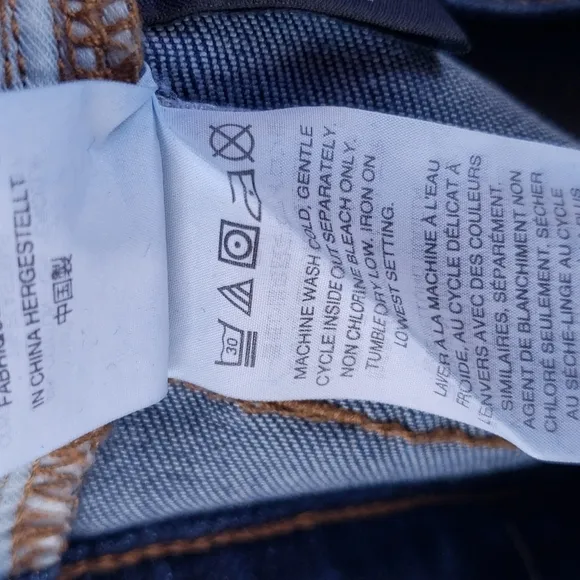 FABRIQU
IN CHINA HERGESTELLT
中国製
30
MACHINE WASH COLD, GENTLE
CYCLE INSIDE OUT SEPARATELY.
NON CHLORINE BLEACH ONLY.
TUMBLE DRY LOW. IRON ON
LOWEST SETTING.
LAVER À LA MACHINE À L'EAU
FROIDE, AU CYCLE DÉLICAT À
L'ENVERS AVEC DES COULEURS
SIMILAIRES, SÉPARÉMENT.
AGENT DE BLANCHIMENT NON
CHLORÉ SEULEMENT. SÉCHER
AU SÈCHE-LINGE AU CYCLE